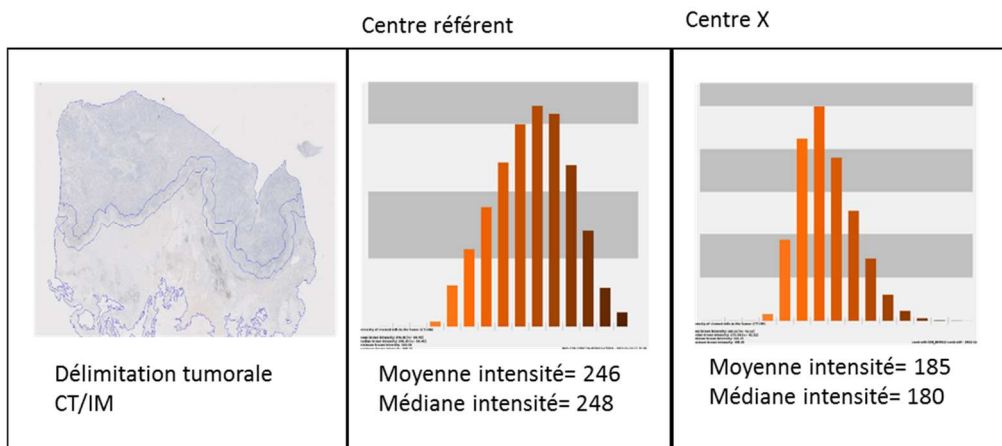 Centre référent
Centre X
Délimitation tumorale
CT/IM
Moyenne intensité= 246
Médiane intensité= 248
Moyenne intensité= 185
Médiane intensité= 180